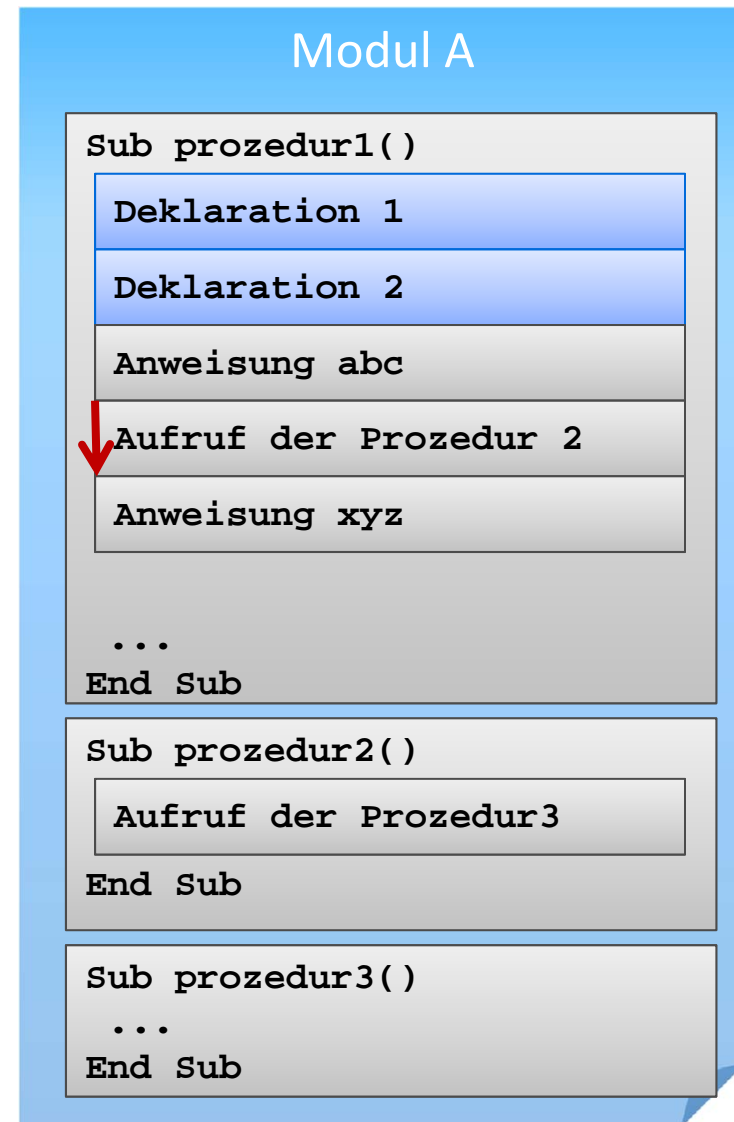 Modul A
Sub prozedur1()
Deklaration 1
Deklaration 2
Anweisung abc
Aufruf der Prozedur 2
Anweisung xyz
...
End Sub
Sub prozedur2()
Aufruf der Prozedur3
End Sub
Sub prozedur3()
...
End Sub